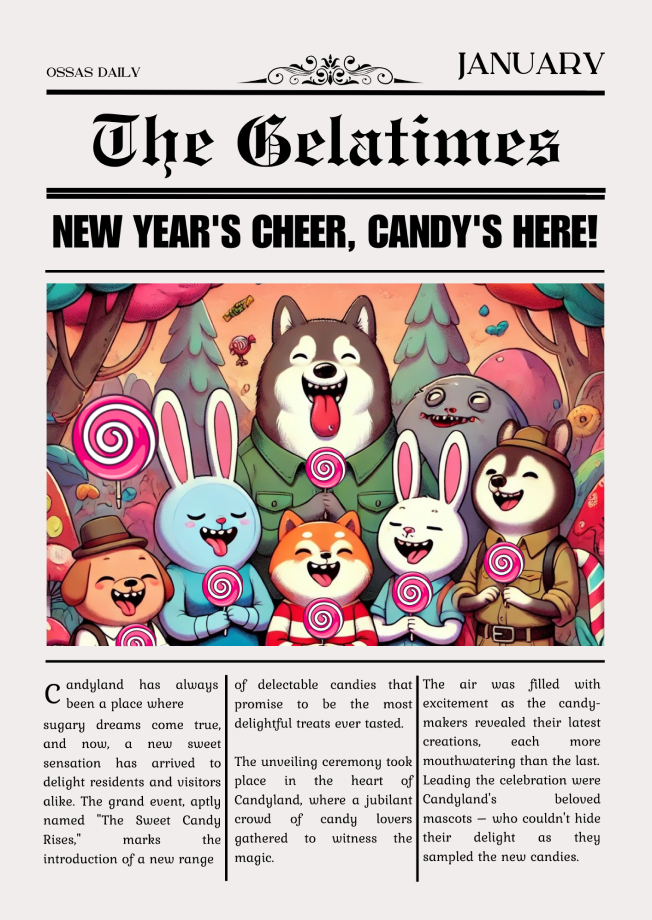 OSSAS DAILY
JANUARY
The Gelatimes
NEW YEAR'S CHEER, CANDY'S HERE!
Candyland has always
been a place where
sugary dreams come true,
and now, a new sweet
sensation has arrived to
delight residents and visitors
alike. The grand event, aptly
named "The Sweet Candy
Rises," marks the
introduction of a new range
of delectable candies that
promise to be the most
delightful treats ever tasted.
The unveiling ceremony took
place in the heart of
Candyland, where a jubilant
crowd of candy lovers
gathered to witness the
magic.
The air was filled with
excitement as the candy-
makers revealed their latest
creations, each more
mouthwatering than the last.
Leading the celebration were
Candyland's beloved
mascots – who couldn't hide
their delight as they
sampled the new candies.